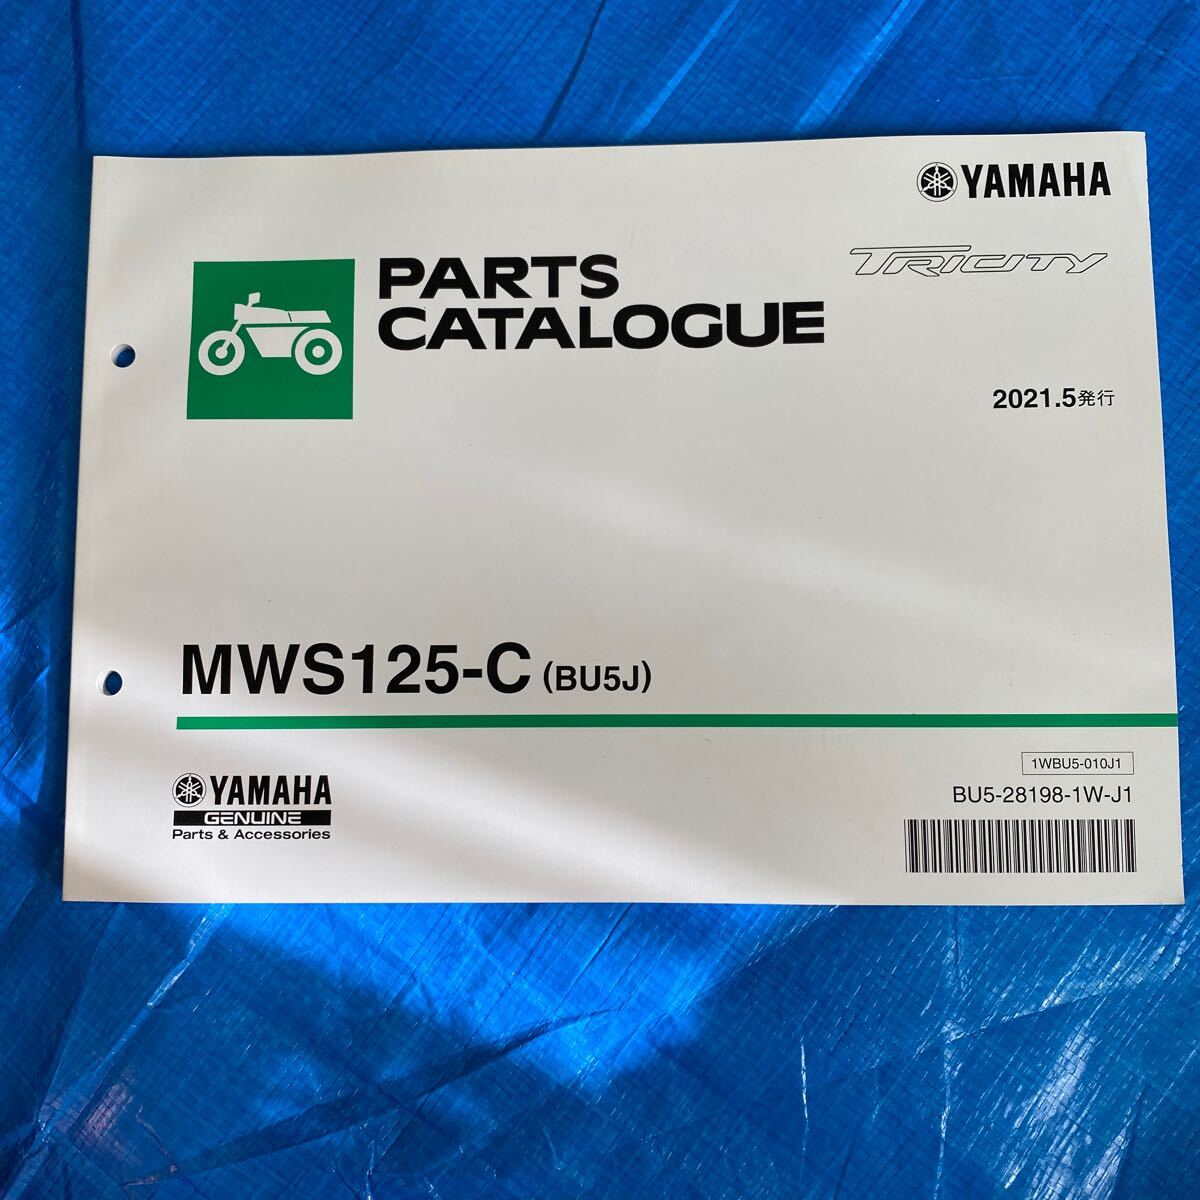 YAMAHA
TRICITY
PARTS
CATALOGUE
2021.5発行
MWS125-C (BU5J)
1WBU5-010J1
BU5-28198-1W-J1
YAMAHA
GENUINE
Parts & Accessories